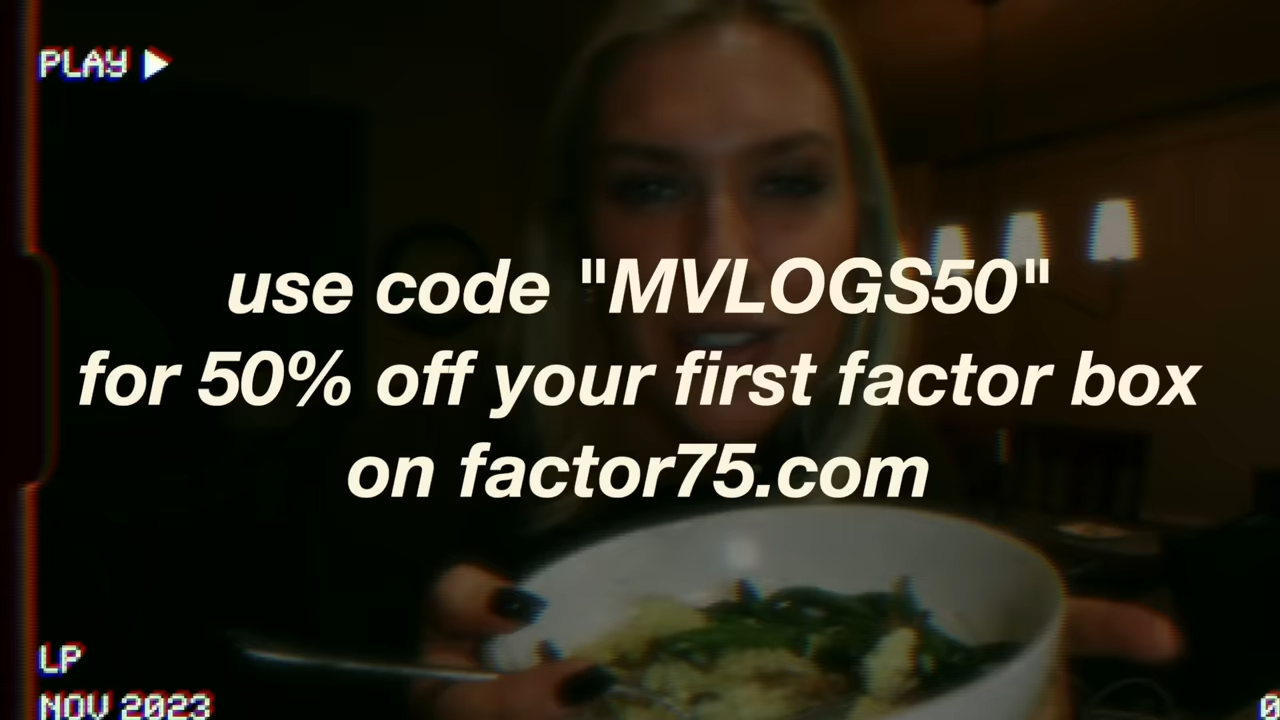 PLAY
use code "MVLOGS50"
for 50% off your first factor box
on factor75.com
LP
NOV 2023